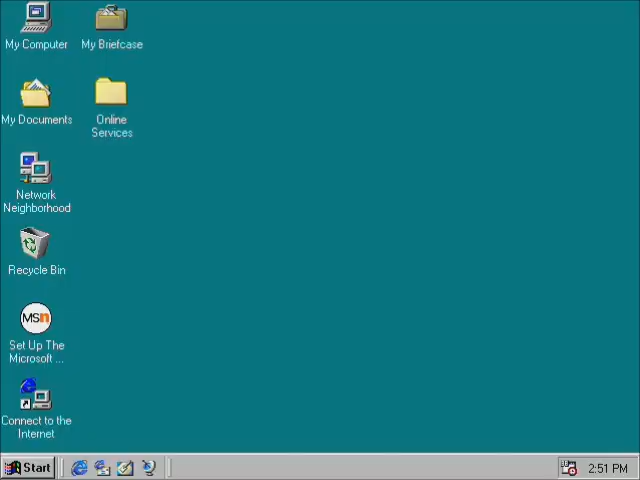 My Computer
My Briefcase
My Documents
Online
Services
Network
Neighborhood
Recycle Bin
MSn
Set Up The
Microsoft ...
Connect to the
Internet
Start
2:51 PM